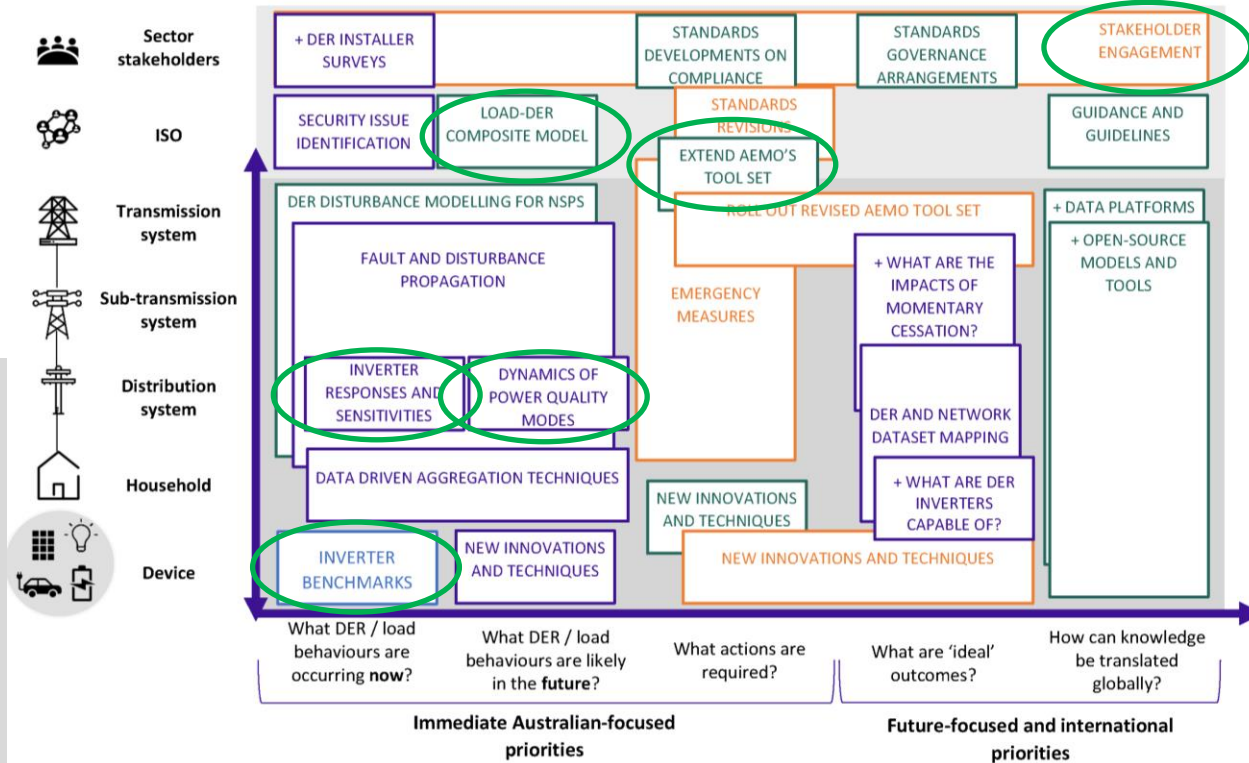 Sector
stakeholders
+ DER INSTALLER
SURVEYS
STANDARDS
DEVELOPMENTS ON
COMPLIANCE
STANDARDS
GOVERNANCE
ARRANGEMENTS
STAKEHOLDER
ENGAGEMENT
ISO
SECURITY ISSUE
IDENTIFICATION
LOAD-DER
COMPOSITE MODEL
STANDARDS
REVISIONS
EXTEND AEMO'S
TOOL SET
GUIDANCE AND
GUIDELINES
Transmission
system
DER DISTURBANCE MODELLING FOR NSPS
ROLL OUT REVISED AEMO TOOL SET
+ DATA PLATFORMS
+ OPEN-SOURCE
MODELS AND
TOOLS
FAULT AND DISTURBANCE
PROPAGATION
+ WHAT ARE THE
IMPACTS OF
MOMENTARY
CESSATION?
Sub-transmission
system
EMERGENCY
MEASURES
Distribution
system
INVERTER
RESPONSES AND
SENSITIVITIES
DYNAMICS OF
POWER QUALITY
MODES
DER AND NETWORK
DATASET MAPPING
Household
DATA DRIVEN AGGREGATION TECHNIQUES
NEW INNOVATIONS
AND TECHNIQUES
+ WHAT ARE DER
INVERTERS
CAPABLE OF?
Device
INVERTER
BENCHMARKS
NEW INNOVATIONS
AND TECHNIQUES
NEW INNOVATIONS AND TECHNIQUES
What DER / load
behaviours are
occurring now?
What DER / load
behaviours are likely
in the future?
What actions are
required?
What are 'ideal'
outcomes?
How can knowledge
be translated
globally?
Immediate Australian-focused
priorities
Future-focused and international
priorities